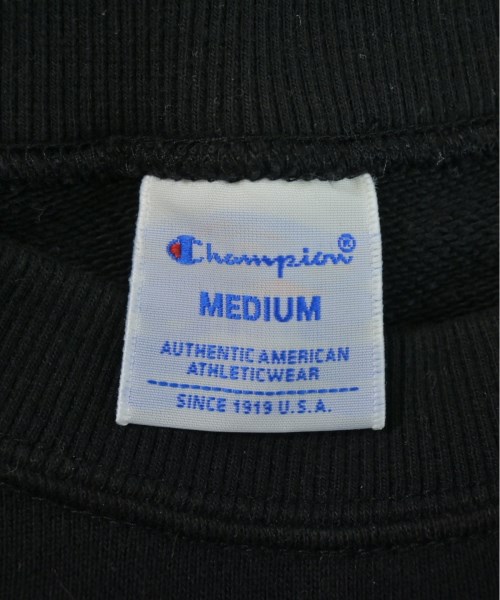 Champion®
MEDIUM
AUTHENTIC AMERICAN
ATHLETICWEAR
SINCE 1919 U.S.A.